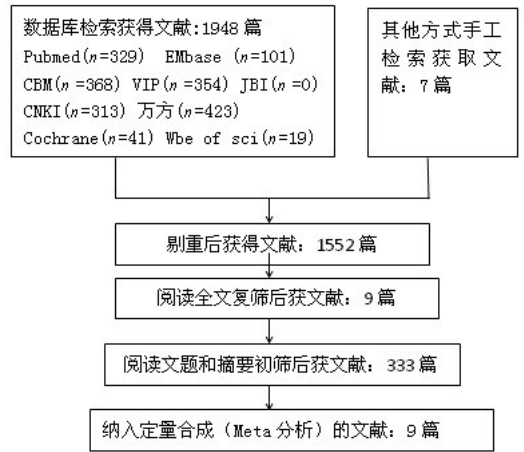 数据库检索获得文献:1948 篇
Pubmed(n=329) EMbase (n=101)
CBM(n =368) VIP(n=354) JBI(n =0)
CNKI(n=313) 万方(n=423)
Cochrane(n=41) Wbe of sci(n=19)
其他方式手工
检索获取文
献：7 篇
剔重后获得文献：1552 篇
阅读全文复筛后获文献：9 篇
阅读文题和摘要初筛后获文献：333 篇
纳入定量合成（Meta 分析）的文献：9 篇